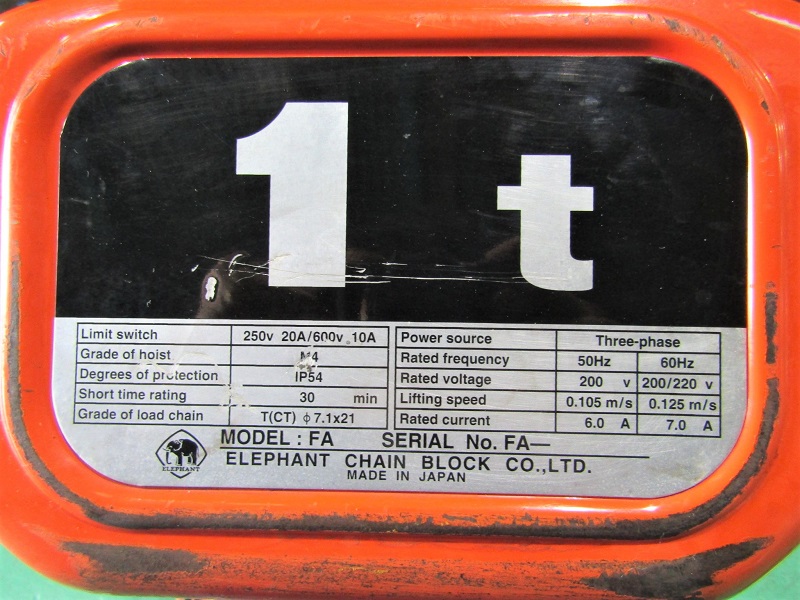 1 t
Limit switch 250v 20A/600v 10A
Grade of hoist M4
Degrees of protection IP54
Short time rating 30 min
Grade of load chain T(CT) ϕ7.1x21
Power source Three-phase
Rated frequency 50Hz 60Hz
Rated voltage 200 v 200/220 v
Lifting speed 0.105 m/s 0.125 m/s
Rated current 6.0 A 7.0 A
MODEL : FA SERIAL No. FA—
ELEPHANT
ELEPHANT CHAIN BLOCK CO.,LTD.
MADE IN JAPAN